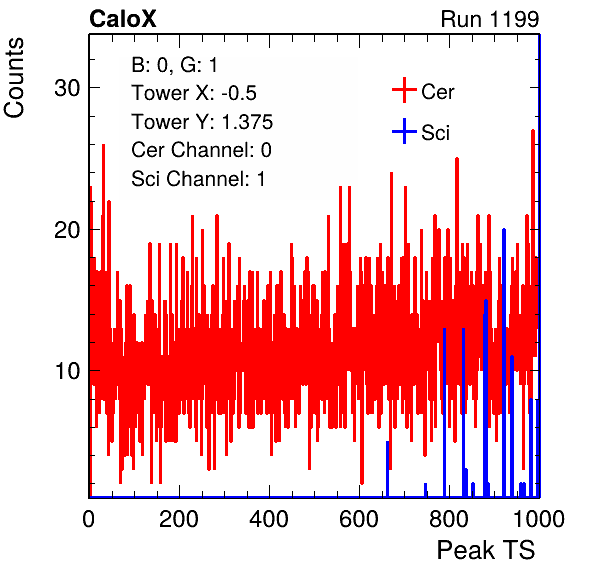 CaloX Run 1199
Counts
B: 0, G: 1
Tower X: -0.5
Tower Y: 1.375
Cer Channel: 0
Sci Channel: 1
Cer
Sci
30
20
10
0 200 400 600 800 1000
Peak TS